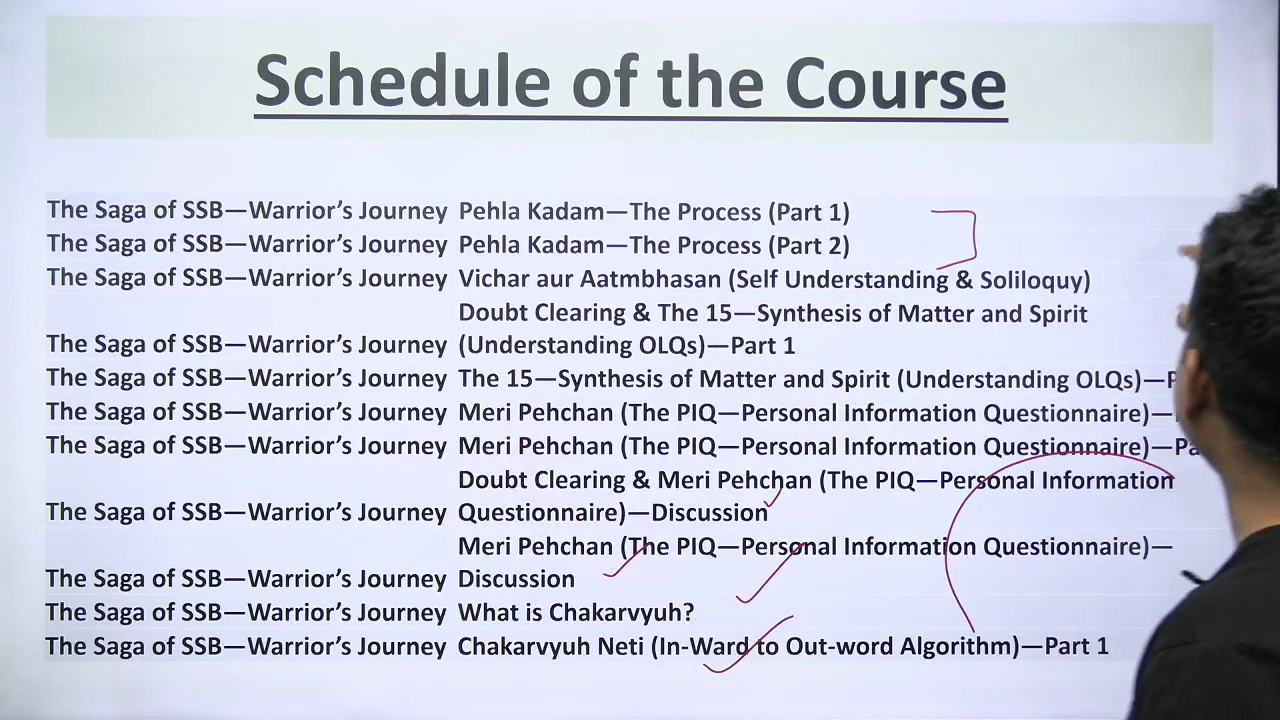 Schedule of the Course
The Saga of SSB—Warrior’s Journey Pehla Kadam—The Process (Part 1)
The Saga of SSB—Warrior’s Journey Pehla Kadam—The Process (Part 2)
The Saga of SSB—Warrior’s Journey Vichar aur Aatmbhasan (Self Understanding & Soliloquy)
Doubt Clearing & The 15—Synthesis of Matter and Spirit
The Saga of SSB—Warrior’s Journey (Understanding OLQs)—Part 1
The Saga of SSB—Warrior’s Journey The 15—Synthesis of Matter and Spirit (Understanding OLQs)—
The Saga of SSB—Warrior’s Journey Meri Pehchan (The PIQ—Personal Information Questionnaire)—
The Saga of SSB—Warrior’s Journey Meri Pehchan (The PIQ—Personal Information Questionnaire)—Pa
Doubt Clearing & Meri Pehchan (The PIQ—Personal Information
The Saga of SSB—Warrior’s Journey Questionnaire)—Discussion
Meri Pehchan (The PIQ—Personal Information Questionnaire)—
The Saga of SSB—Warrior’s Journey Discussion
The Saga of SSB—Warrior’s Journey What is Chakarvyuh?
The Saga of SSB—Warrior’s Journey Chakarvyuh Neti (In-Ward to Out-word Algorithm)—Part 1